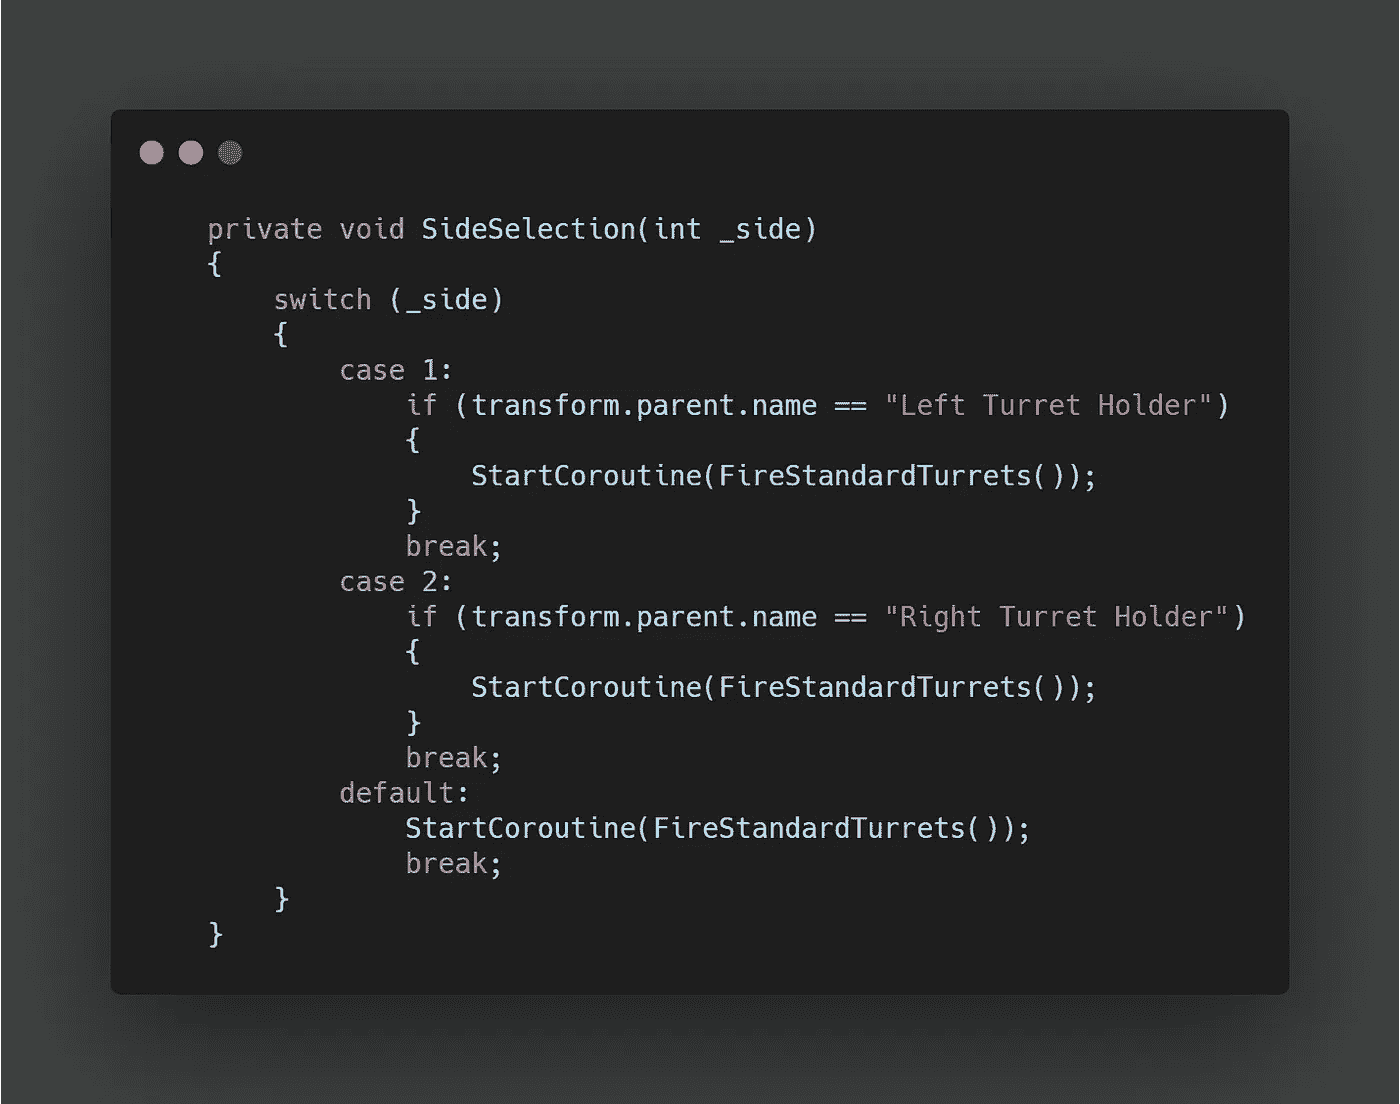 private void SideSelection(int _side)
{
switch (_side)
{
case 1:
if (transform.parent.name == "Left Turret Holder")
{
StartCoroutine(FireStandardTurrets());
}
break;
case 2:
if (transform.parent.name == "Right Turret Holder")
{
StartCoroutine(FireStandardTurrets());
}
break;
default:
StartCoroutine(FireStandardTurrets());
break;
}
}